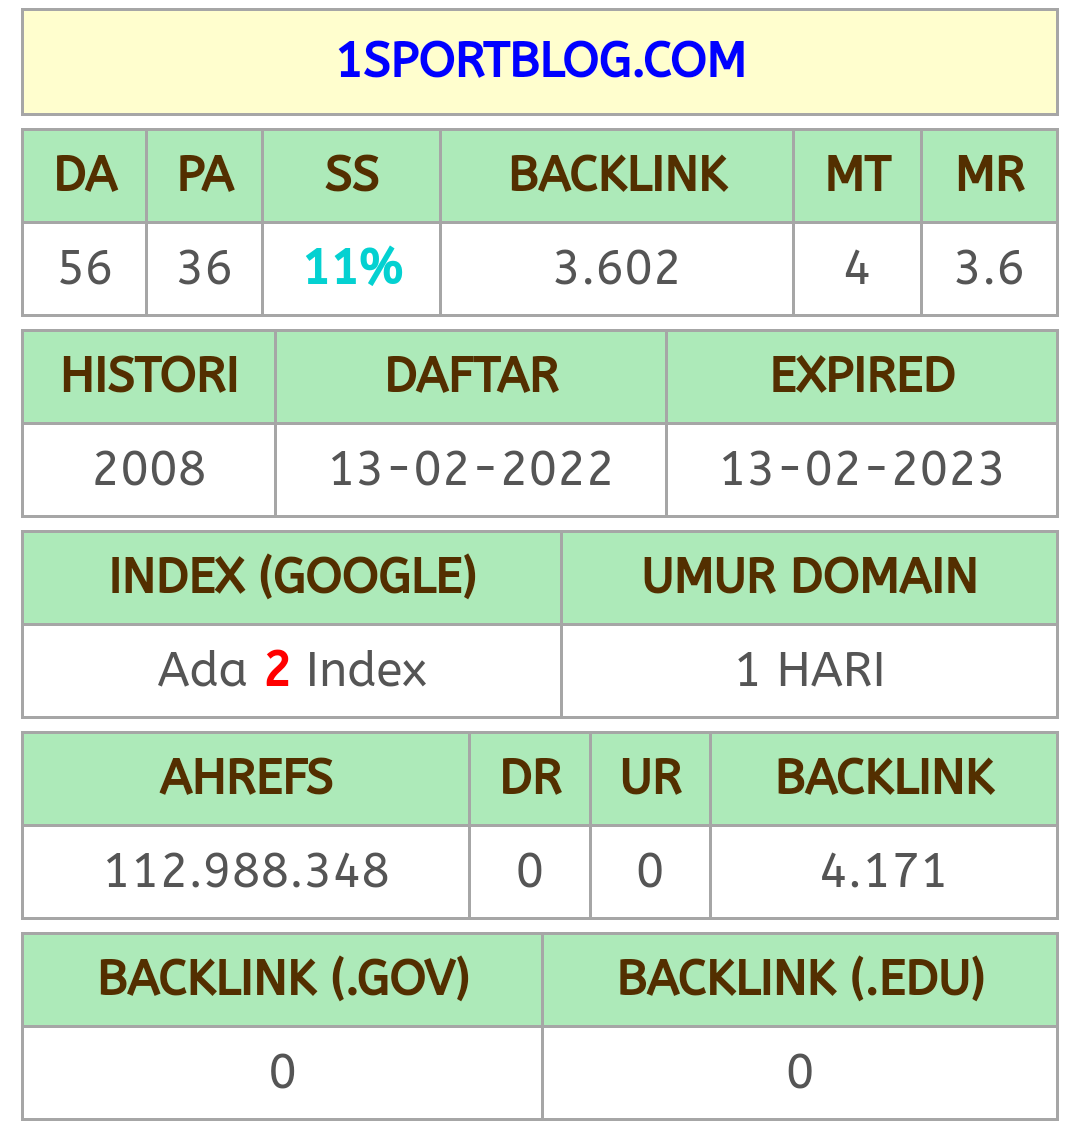 1SPORTBLOG.COM
DA PA SS BACKLINK MT MR
56 36 11% 3.602 4 3.6
HISTORI DAFTAR EXPIRED
2008 13-02-2022 13-02-2023
INDEX (GOOGLE) UMUR DOMAIN
Ada 2 Index 1 HARI
AHREFS DR UR BACKLINK
112.988.348 0 0 4.171
BACKLINK (.GOV) BACKLINK (.EDU)
0 0